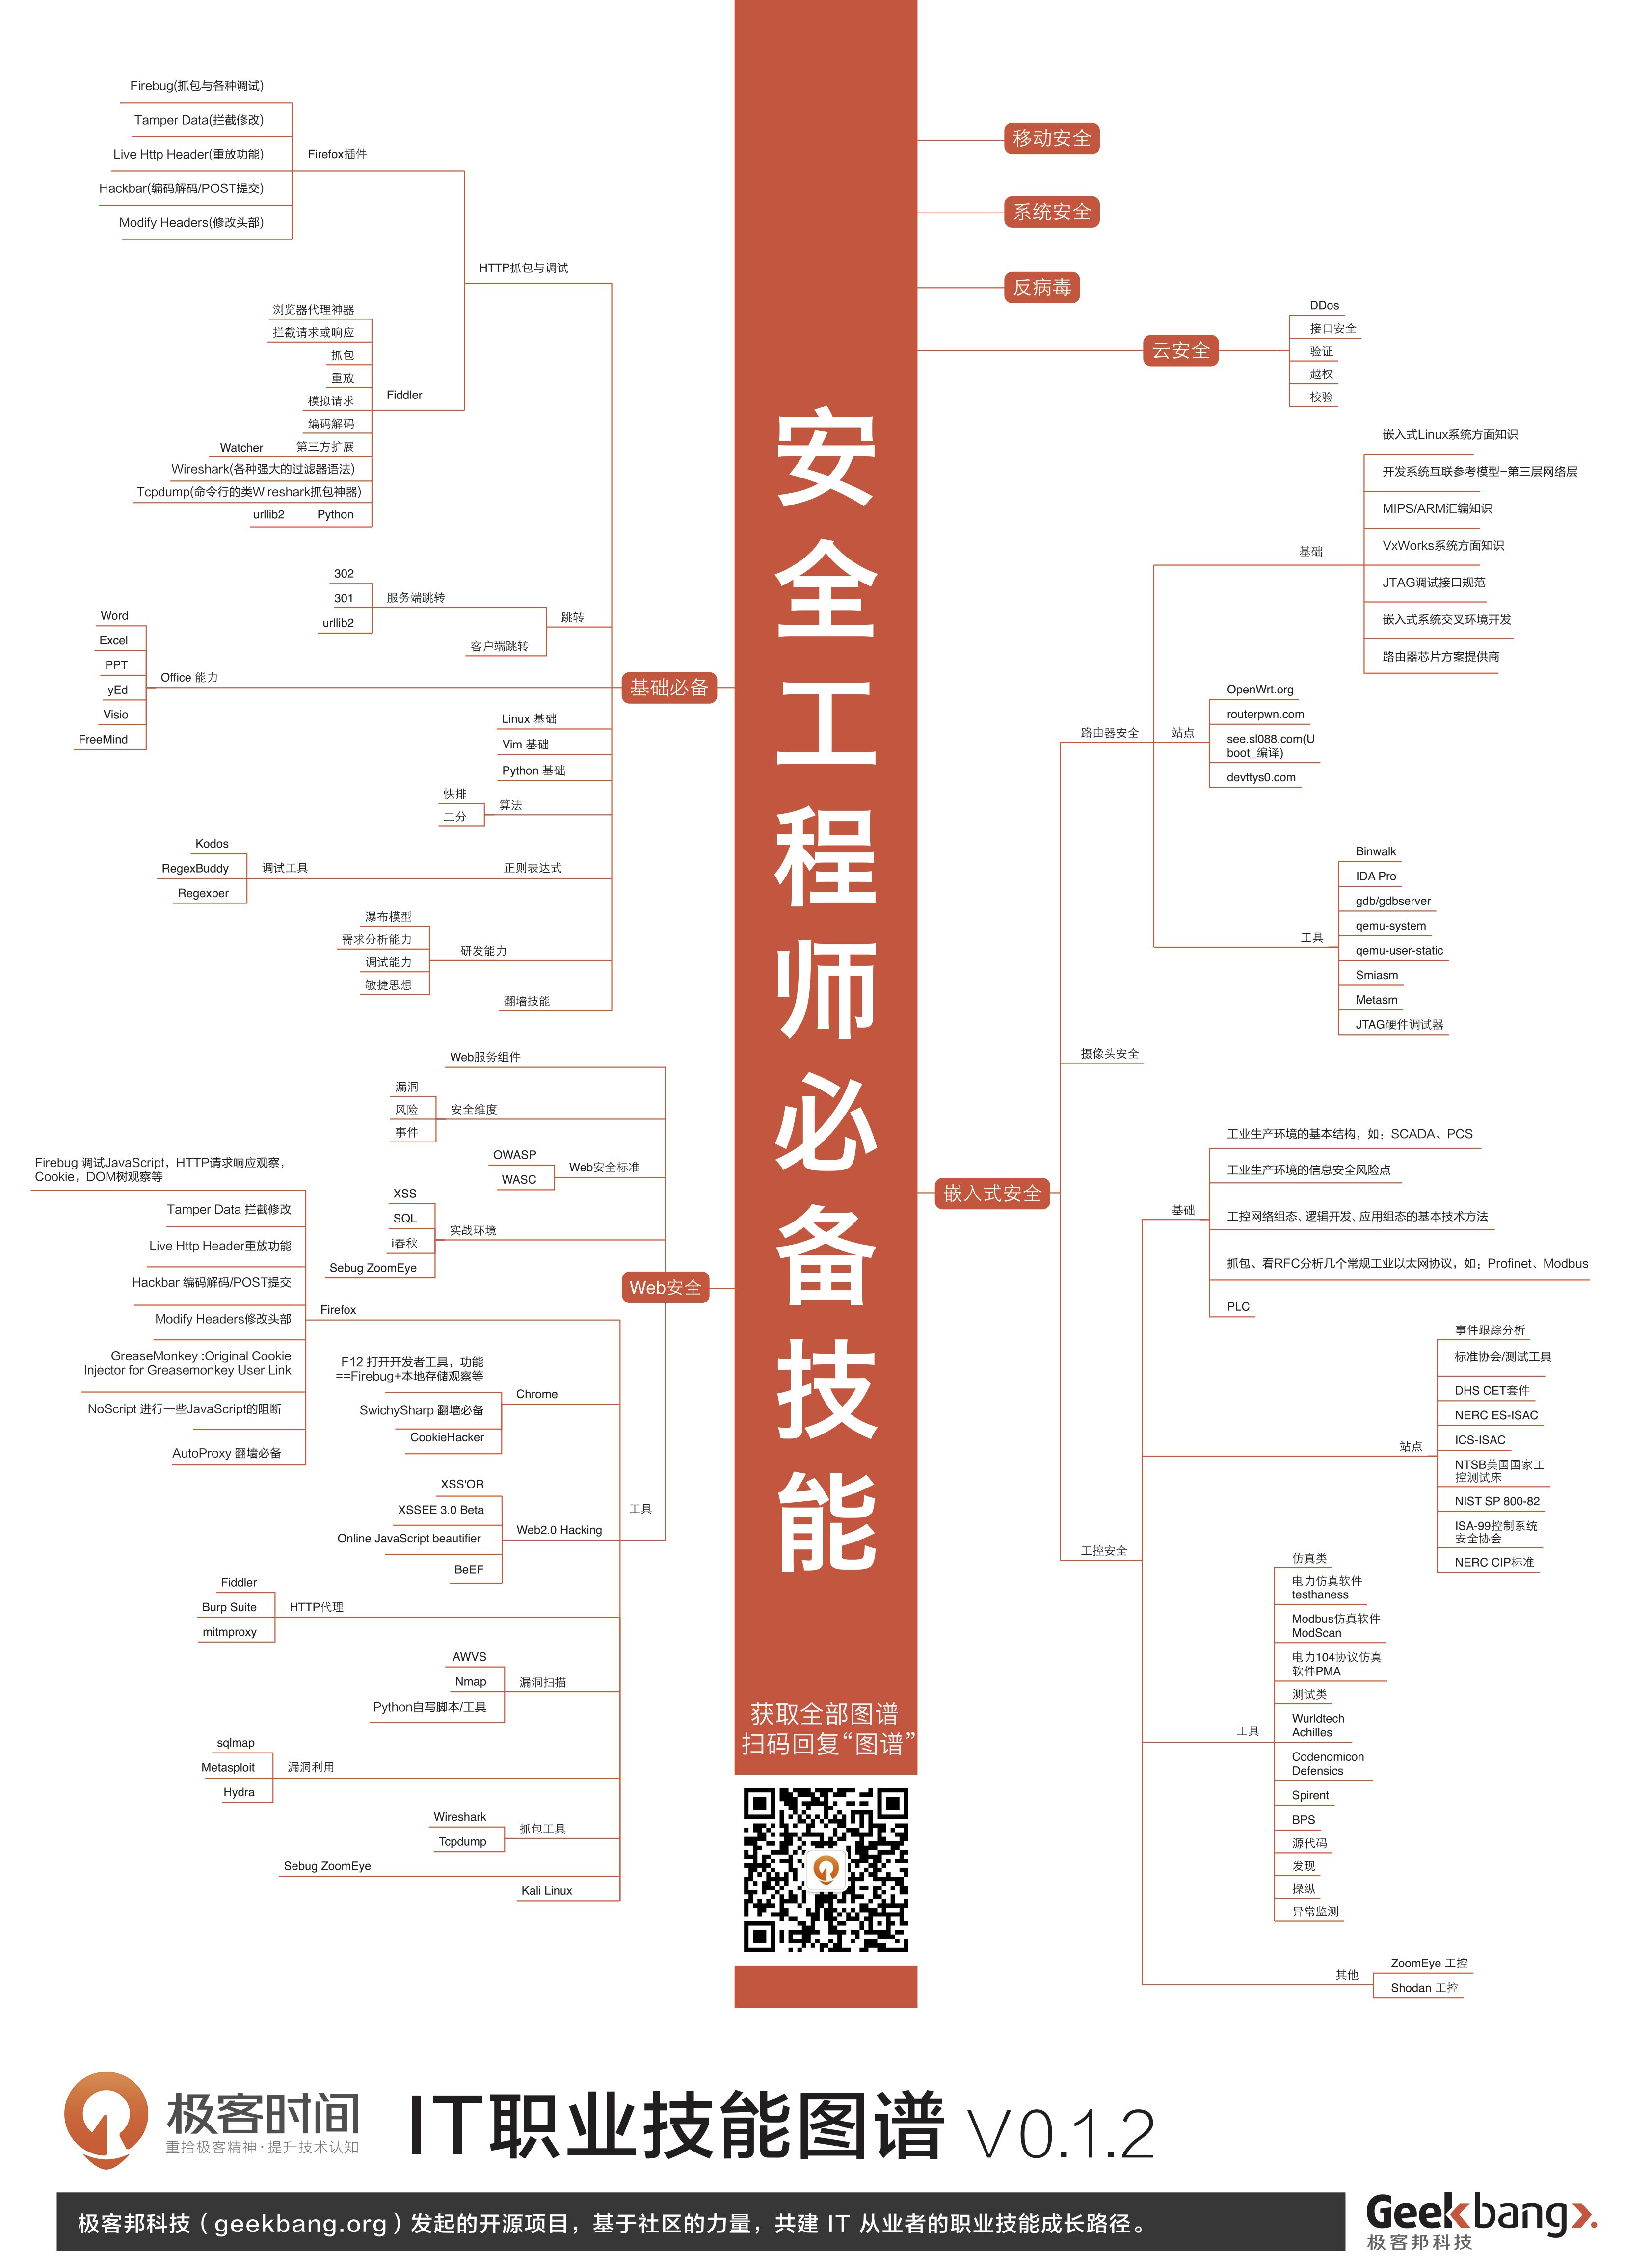 Firebug(抓包与各种调试)
Tamper Data(拦截修改)
Live Http Header(重放功能)
Hackbar(编码解码/POST提交)
Modify Headers(修改头部)
Firefox插件
HTTP抓包与调试
浏览器代理神器
拦截请求或响应
抓包
重放
模拟请求
编码解码
Watcher 第三方扩展
Wireshark(各种强大的过滤器语法)
Tcpdump(命令行的类Wireshark抓包神器)
urllib2 Python
Fiddler
302
301
urllib2
服务端跳转
客户端跳转
跳转
Word
Excel
PPT
yEd
Visio
FreeMind
Office 能力
基础必备
Linux 基础
Vim 基础
Python 基础
快排
二分
算法
Kodos
RegexBuddy
Regexper
调试工具
正则表达式
瀑布模型
需求分析能力
调试能力
敏捷思想
研发能力
翻墙技能
Web服务组件
漏洞
风险
事件
安全维度
OWASP
WASC
Web安全标准
XSS
SQL
i春秋
Sebug ZoomEye
实战环境
Web安全
Firebug 调试JavaScript，HTTP请求响应观察，
Cookie，DOM树观察等
Tamper Data 拦截修改
Live Http Header重放功能
Hackbar 编码解码/POST提交
Modify Headers修改头部
GreaseMonkey :Original Cookie
Injector for Greasemonkey User Link
NoScript 进行一些JavaScript的阻断
AutoProxy 翻墙必备
Firefox
F12 打开开发者工具，功能
==Firebug+本地存储观察等
SwichySharp 翻墙必备
CookieHacker
Chrome
XSS'OR
XSSEE 3.0 Beta
Online JavaScript beautifier
BeEF
Web2.0 Hacking
工具
Fiddler
Burp Suite
mitmproxy
HTTP代理
AWVS
Nmap
Python自写脚本/工具
漏洞扫描
sqlmap
Metasploit
Hydra
漏洞利用
Wireshark
Tcpdump
抓包工具
Sebug ZoomEye
Kali Linux
安全工程师必备技能
获取全部图谱
扫码回复“图谱”
移动安全
系统安全
反病毒
云安全
DDos
接口安全
验证
越权
校验
嵌入式Linux系统方面知识
开发系统互联参考模型-第三层网络层
MIPS/ARM汇编知识
VxWorks系统方面知识
JTAG调试接口规范
嵌入式系统交叉环境开发
路由器芯片方案提供商
基础
OpenWrt.org
routerpwn.com
see.sl088.com(U
boot_编译)
devttys0.com
路由器安全
站点
Binwalk
IDA Pro
gdb/gdbserver
qemu-system
qemu-user-static
Smiasm
Metasm
JTAG硬件调试器
工具
摄像头安全
嵌入式安全
工业生产环境的基本结构，如：SCADA、PCS
工业生产环境的信息安全风险点
工控网络组态、逻辑开发、应用组态的基本技术方法
抓包、看RFC分析几个常规工业以太网协议，如：Profinet、Modbus
PLC
基础
事件跟踪分析
标准协会/测试工具
DHS CET套件
NERC ES-ISAC
ICS-ISAC
NTSB美国国家工
控测试床
NIST SP 800-82
ISA-99控制系统
安全协会
NERC CIP标准
站点
工控安全
仿真类
电力仿真软件
testhaness
Modbus仿真软件
ModScan
电力104协议仿真
软件PMA
测试类
Wurldtech
Achilles
Codenomicon
Defensics
Spirent
BPS
源代码
发现
操纵
异常监测
工具
ZoomEye 工控
Shodan 工控
其他
极客时间
重拾极客精神·提升技术认知
IT职业技能图谱 V0.1.2
极客邦科技（geekbang.org）发起的开源项目，基于社区的力量，共建 IT 从业者的职业技能成长路径。
Geekbang>.
极客邦科技